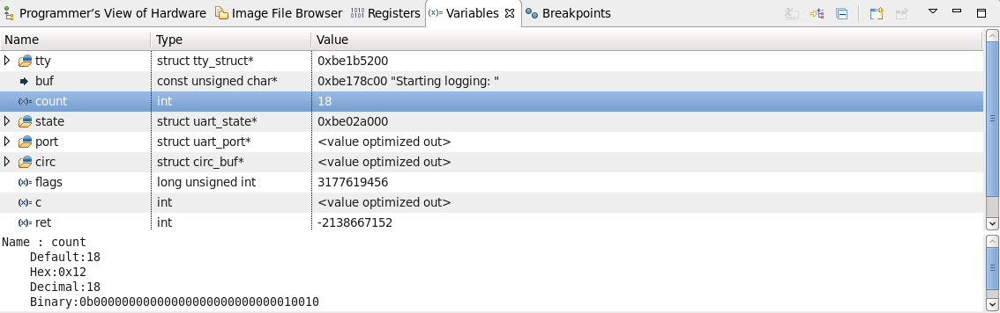 Programmer's View of Hardware Image File Browser Registers (x)= Variables Breakpoints
Name Type Value
tty struct tty_struct* 0xbe1b5200
buf const unsigned char* 0xbe178c00 "Starting logging: "
(x)= count int 18
state struct uart_state* 0xbe02a000
port struct uart_port* <value optimized out>
circ struct circ_buf* <value optimized out>
(x)= flags long unsigned int 3177619456
(x)= c int <value optimized out>
(x)= ret int -2138667152
Name : count
Default:18
Hex:0x12
Decimal:18
Binary:0b00000000000000000000000000010010